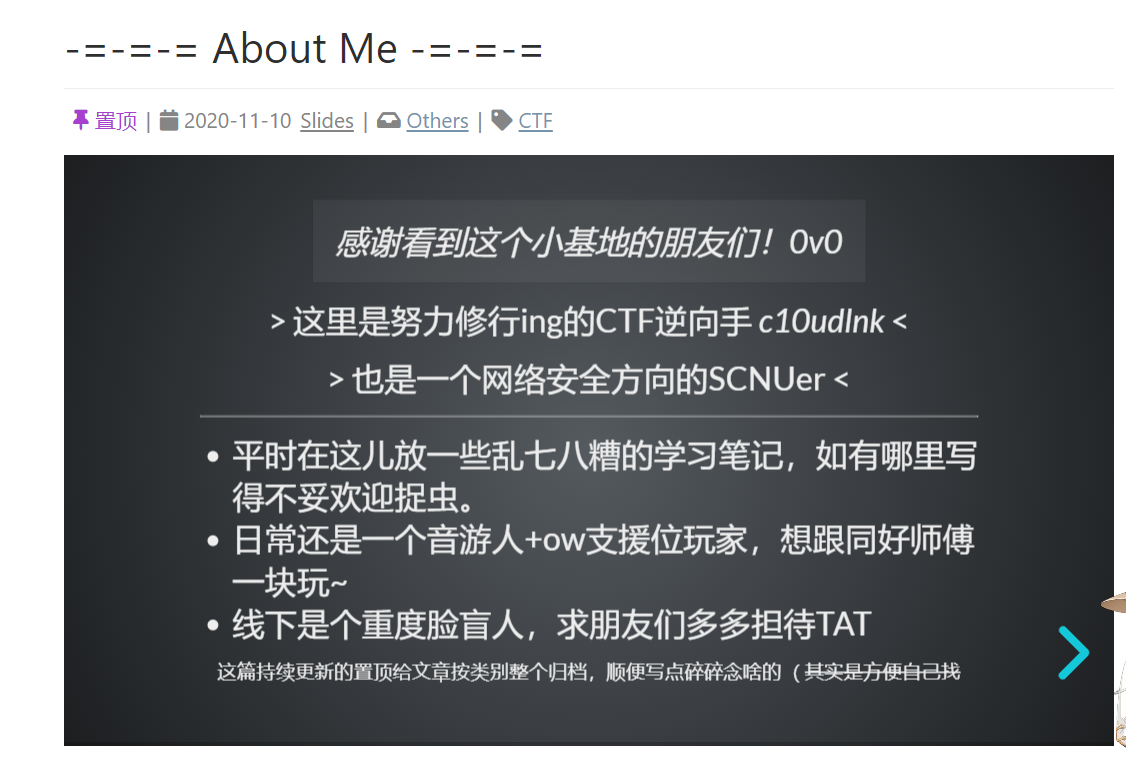 -=-=-= About Me -=-=-=
置顶 | 2020-11-10 Slides | Others | CTF
感谢看到这个小基地的朋友们！0v0
> 这里是努力修行ing的CTF逆向手 c10udlnk <
> 也是一个网络安全方向的SCNUer <
• 平时在这儿放一些乱七八糟的学习笔记，如有哪里写
得不妥欢迎捉虫。
• 日常还是一个音游人+ow支援位玩家，想跟同好师傅
一块玩~
• 线下是个重度脸盲人，求朋友们多多担待TAT
这篇持续更新的置顶给文章按类别整个归档，顺便写点碎碎念啥的（其实是方便自己找